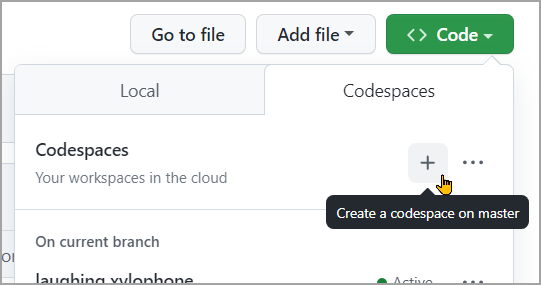 Go to file
Add file
<> Code
Local
Codespaces
Codespaces
Your workspaces in the cloud
Create a codespace on master
On current branch
laughing xylophone
Active